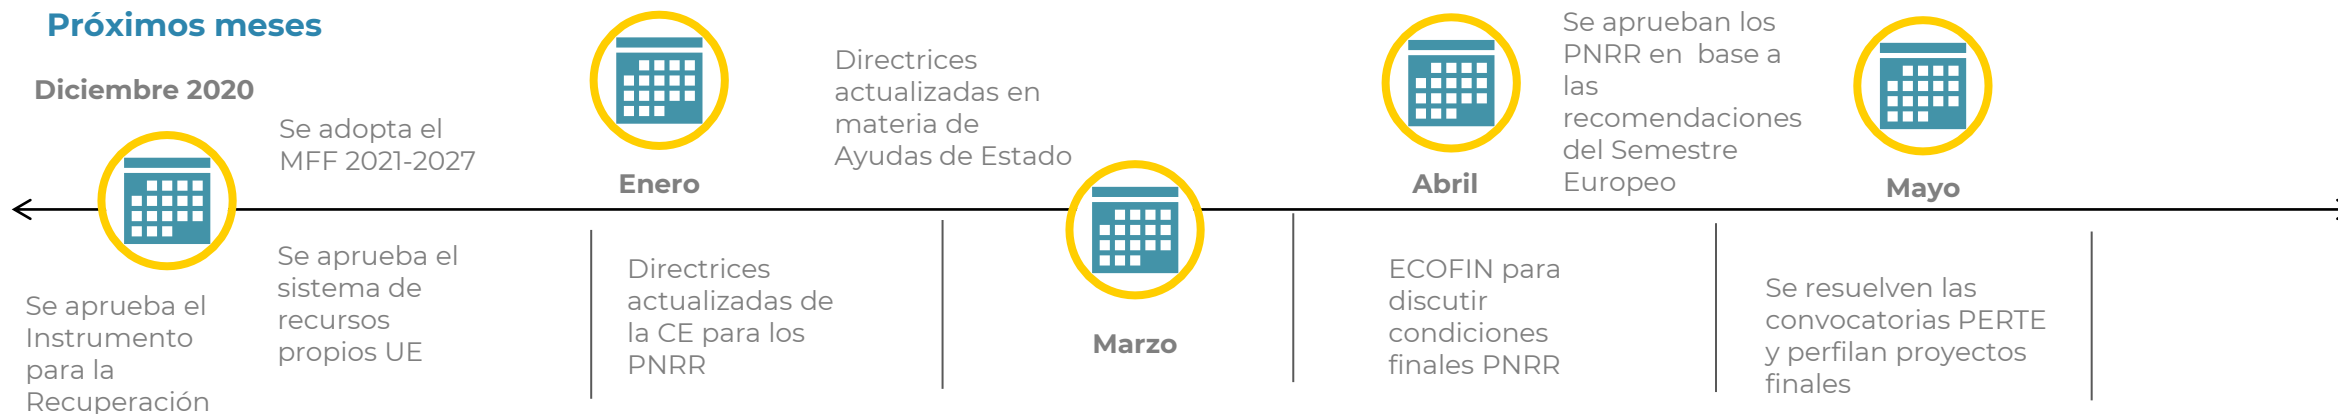 Próximos meses
Diciembre 2020
Se aprueba el
Instrumento
para la
Recuperación
Se adopta el
MFF 2021-2027
Se aprueba el
sistema de
recursos
propios UE
Enero
Directrices
actualizadas de
la CE para los
PNRR
Directrices
actualizadas en
materia de
Ayudas de Estado
Marzo
Abril
ECOFIN para
discutir
condiciones
finales PNRR
Se aprueban los
PNRR en  base a
las
recomendaciones
del Semestre
Europeo
Mayo
Se resuelven las
convocatorias PERTE
y perfilan proyectos
finales